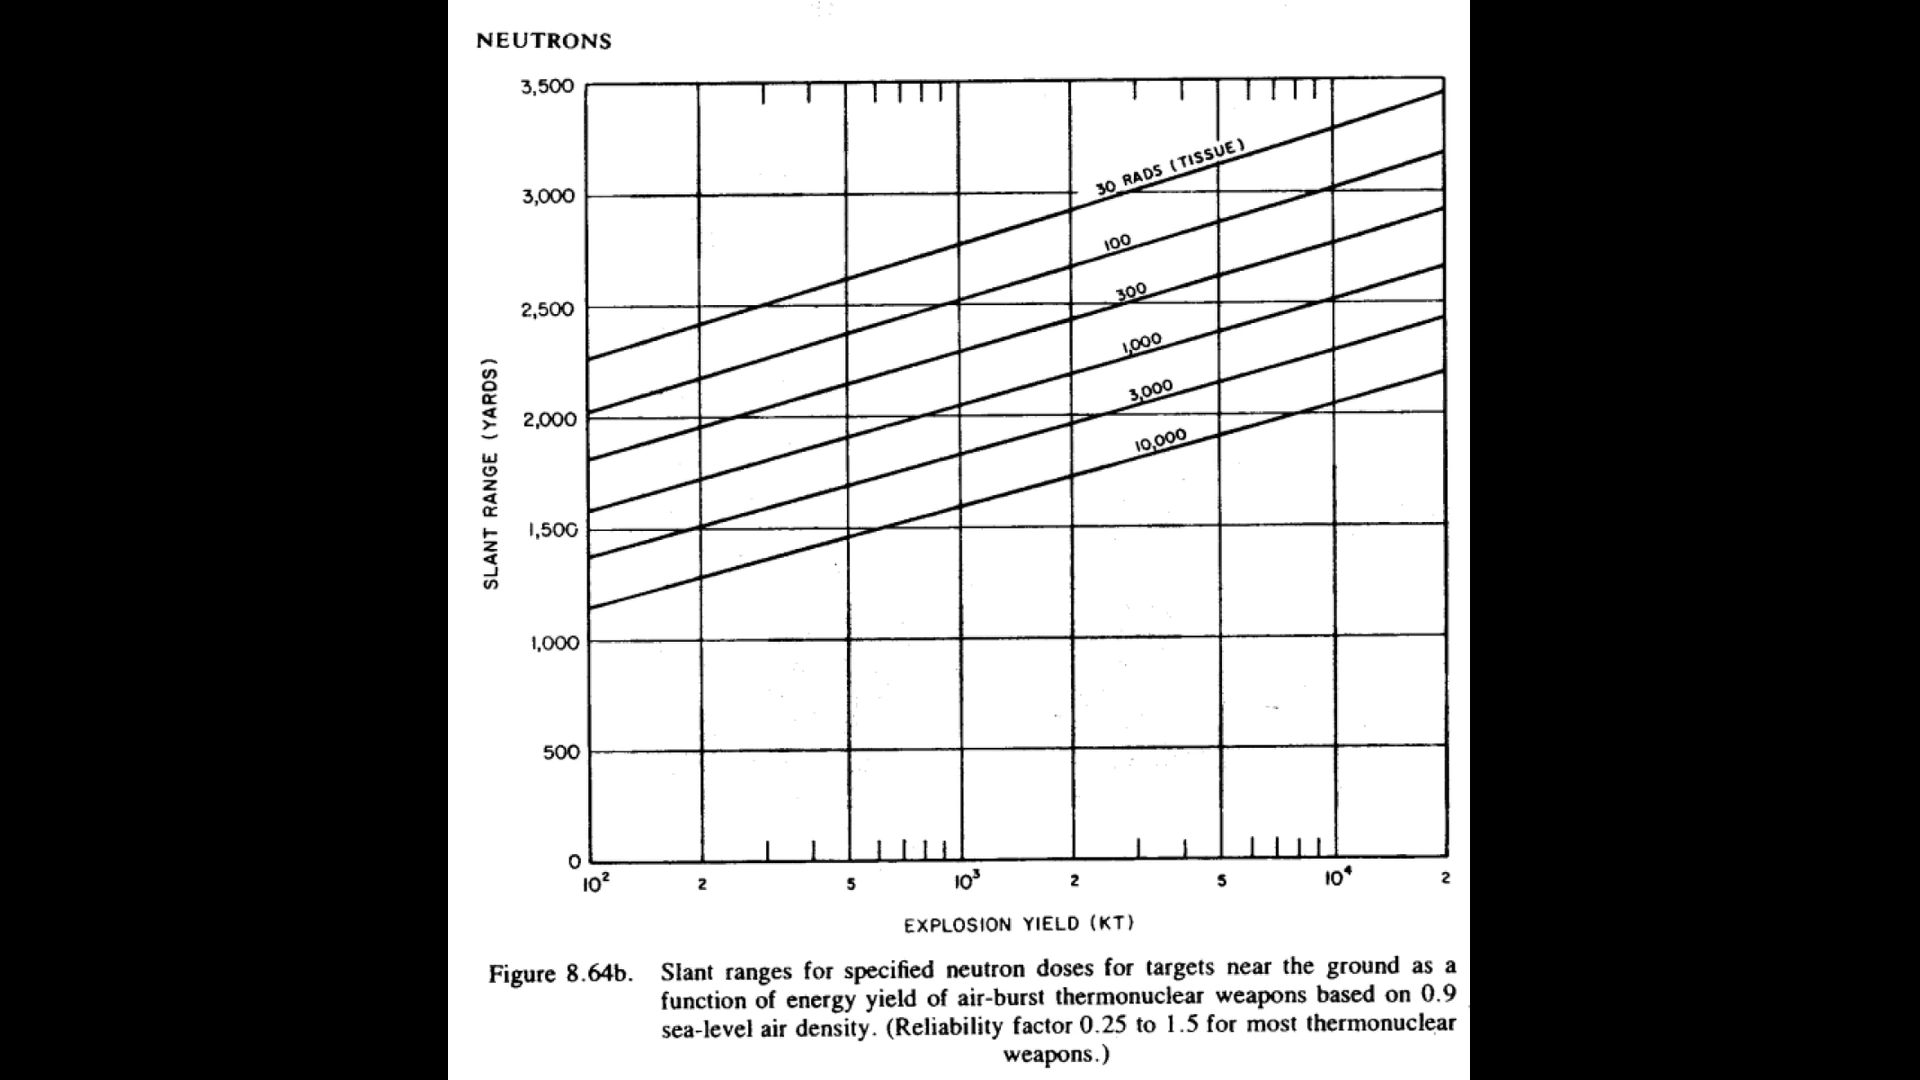 NEUTRONS
3,500
3,000
2,500
2,000
1,500
1,000
500
0
SLANT RANGE (YARDS)
30 RADS (TISSUE)
100
300
1,000
3,000
10,000
10² 2 5 10³ 2 5 10⁴ 2
EXPLOSION YIELD (KT)
Figure 8.64b. Slant ranges for specified neutron doses for targets near the ground as a
function of energy yield of air-burst thermonuclear weapons based on 0.9
sea-level air density. (Reliability factor 0.25 to 1.5 for most thermonuclear
weapons.)